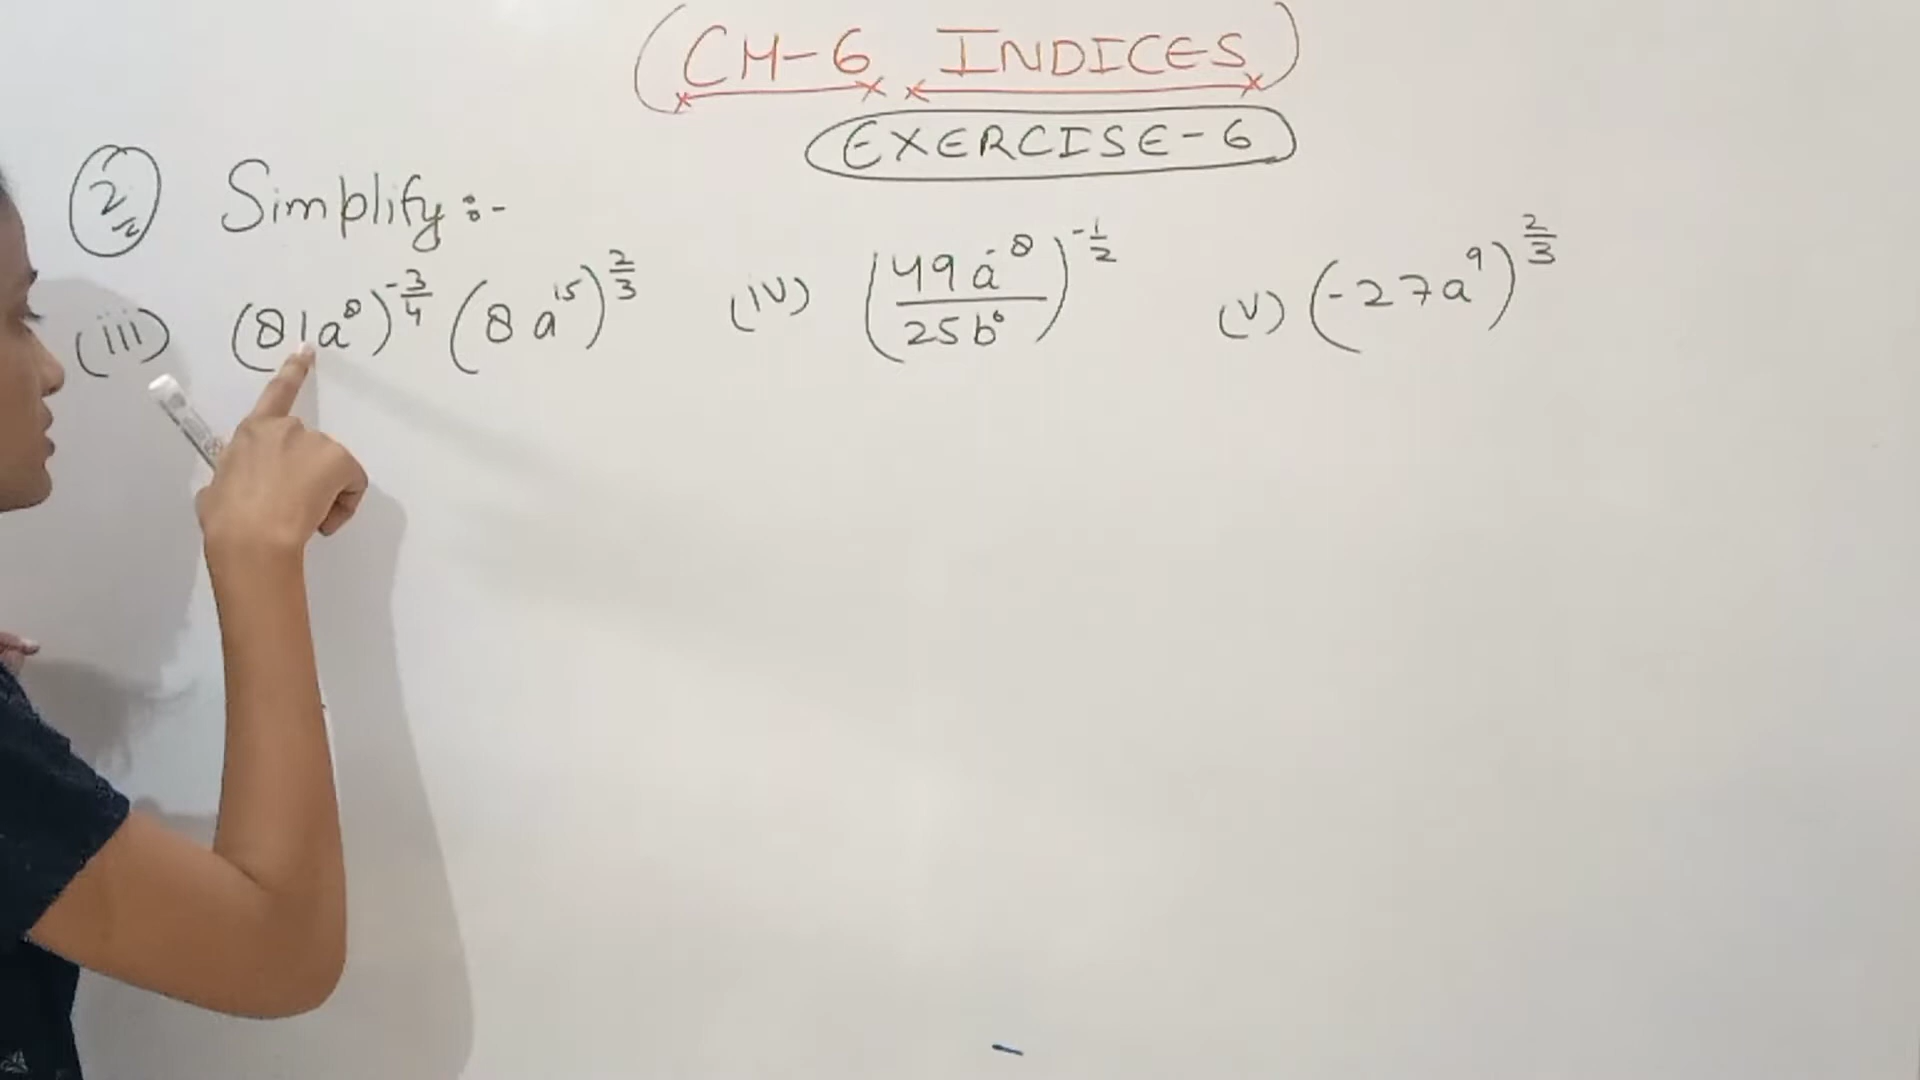 (CH-6 INDICES)
EXERCISE-6
2 Simplify :-
(iii) (81a⁸)^-3/4 (8a¹⁵)^2/3 (iv) (49a⁻⁸/25b⁶)^-1/2 (v) (-27a⁹)^2/3